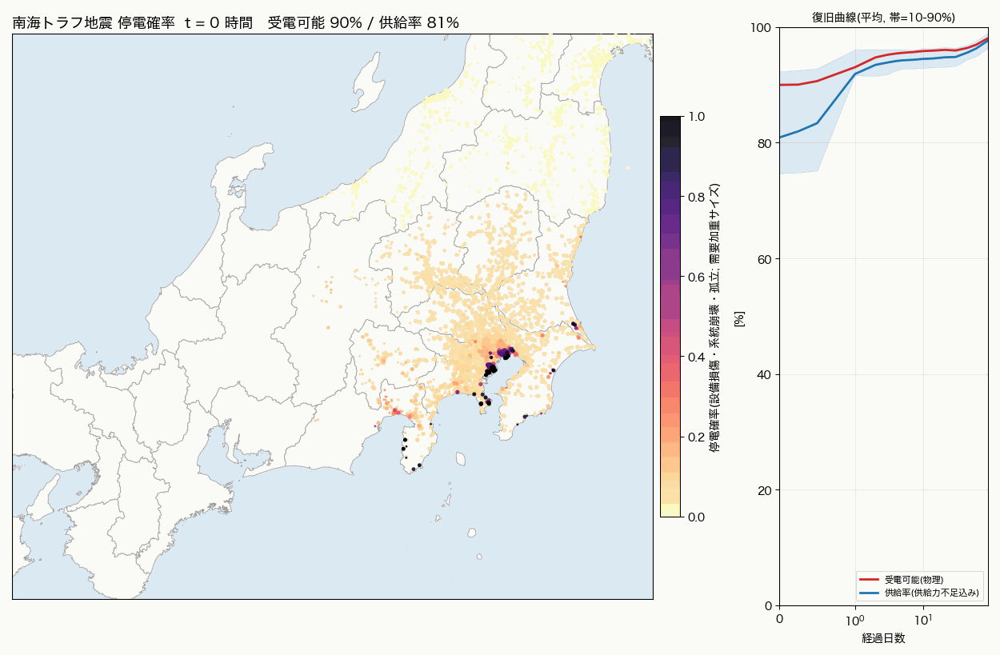 南海トラフ地震 停電確率 t = 0 時間 受電可能 90% / 供給率 81%
復旧曲線(平均, 帯=10-90%)
1.0
0.8
0.6
0.4
0.2
0.0
停電確率(設備損傷・系統崩壊・孤立; 需要加重サイズ)
100
80
60
40
20
0
[%]
受電可能(物理)
供給率(供給力不足込み)
0
10⁰
10¹
経過日数